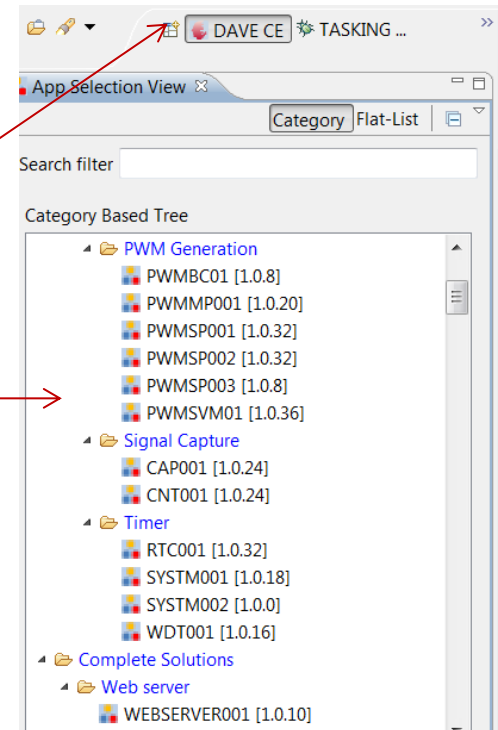 DAVE CE TASKING ... »
App Selection View
Category Flat-List
Search filter
Category Based Tree
PWM Generation
PWMBC01 [1.0.8]
PWMMP001 [1.0.20]
PWMSP001 [1.0.32]
PWMSP002 [1.0.32]
PWMSP003 [1.0.8]
PWMSVM01 [1.0.36]
Signal Capture
CAP001 [1.0.24]
CNT001 [1.0.24]
Timer
RTC001 [1.0.32]
SYSTM001 [1.0.18]
SYSTM002 [1.0.0]
WDT001 [1.0.16]
Complete Solutions
Web server
WEBSERVER001 [1.0.10]